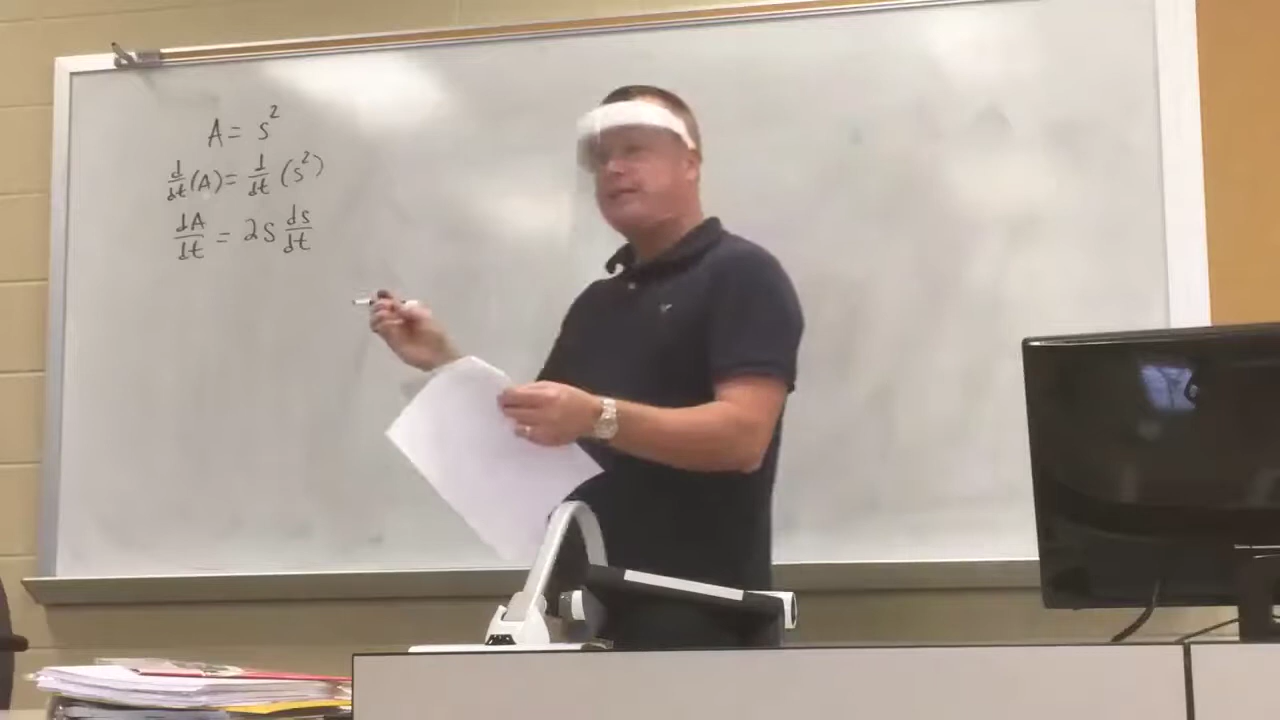 A = s²
d/dt (A) = d/dt (s²)
dA/dt = 2s ds/dt